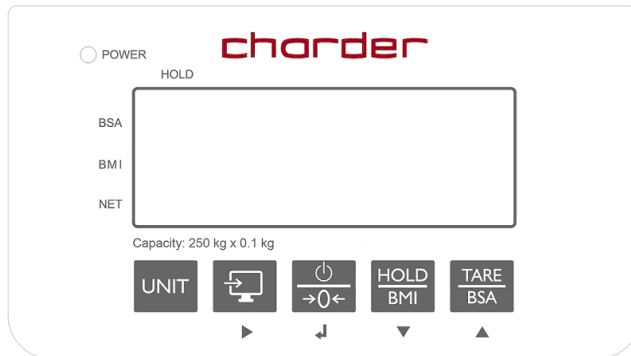 charder
POWER
HOLD
BSA
BMI
NET
Capacity: 250 kg x 0.1 kg
UNIT
→0←
HOLD
BMI
TARE
BSA